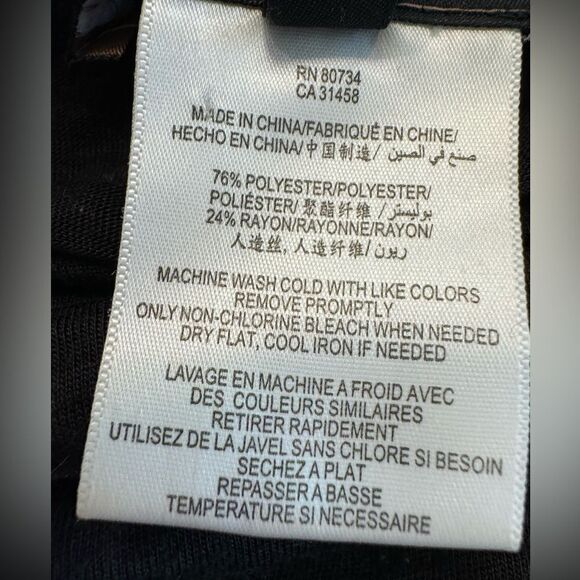 RN 80734
CA 31458
MADE IN CHINA/FABRIQUÉ EN CHINE/
HECHO EN CHINA/中国制造/صنع في الصين
76% POLYESTER/POLYESTER/
POLIÉSTER/聚酯纤维/بوليستر
24% RAYON/RAYONNE/RAYON/
人造丝, 人造纤维/ريون
MACHINE WASH COLD WITH LIKE COLORS
REMOVE PROMPTLY
ONLY NON-CHLORINE BLEACH WHEN NEEDED
DRY FLAT, COOL IRON IF NEEDED
LAVAGE EN MACHINE A FROID AVEC
DES COULEURS SIMILAIRES
RETIRER RAPIDEMENT
UTILISEZ DE LA JAVEL SANS CHLORE SI BESOIN
SECHEZ A PLAT
REPASSER A BASSE
TEMPERATURE SI NECESSAIRE